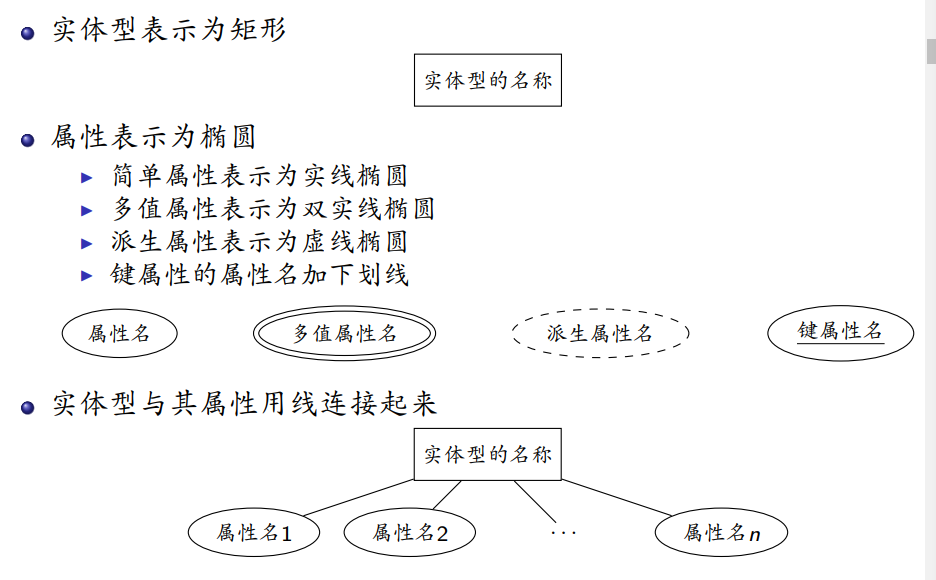 实体型表示为矩形
实体型的名称
属性表示为椭圆
简单属性表示为实线椭圆
多值属性表示为双实线椭圆
派生属性表示为虚线椭圆
键属性的属性名加下划线
属性名 多值属性名 派生属性名 键属性名
实体型与其属性用线连接起来
实体型的名称
属性名1 属性名2 ··· 属性名n